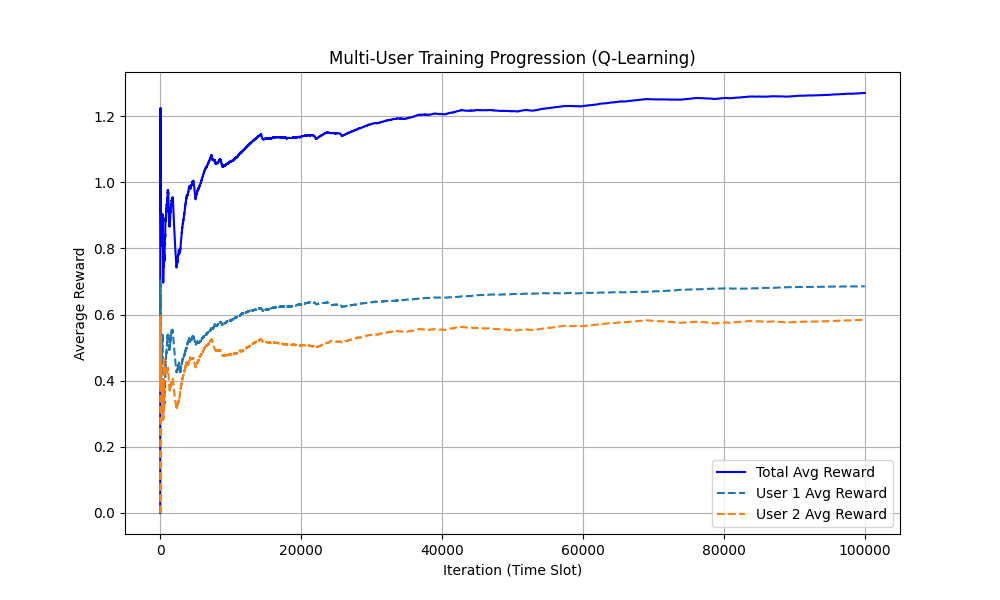 Multi-User Training Progression (Q-Learning)
Average Reward
1.2
1.0
0.8
0.6
0.4
0.2
0.0
Total Avg Reward
User 1 Avg Reward
User 2 Avg Reward
0 20000 40000 60000 80000 100000
Iteration (Time Slot)